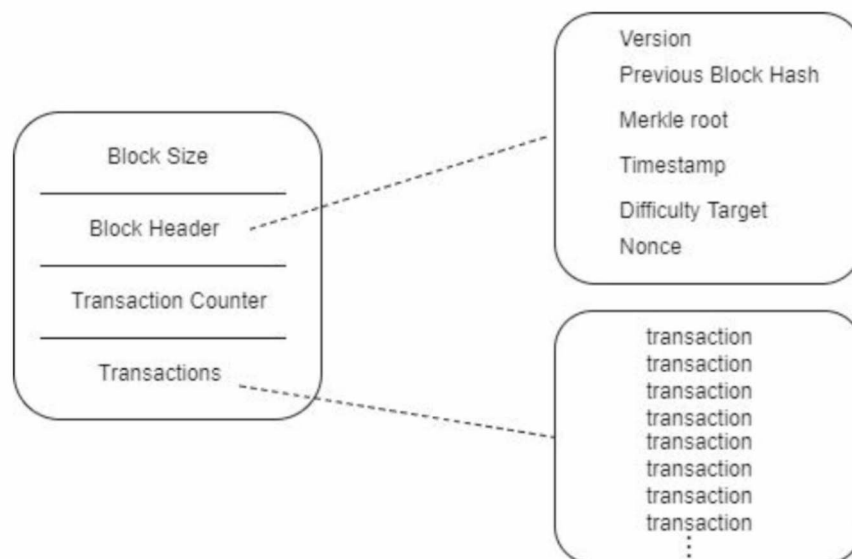 Block Size
Block Header
Transaction Counter
Transactions
Version
Previous Block Hash
Merkle root
Timestamp
Difficulty Target
Nonce
transaction
transaction
transaction
transaction
transaction
transaction
transaction
transaction